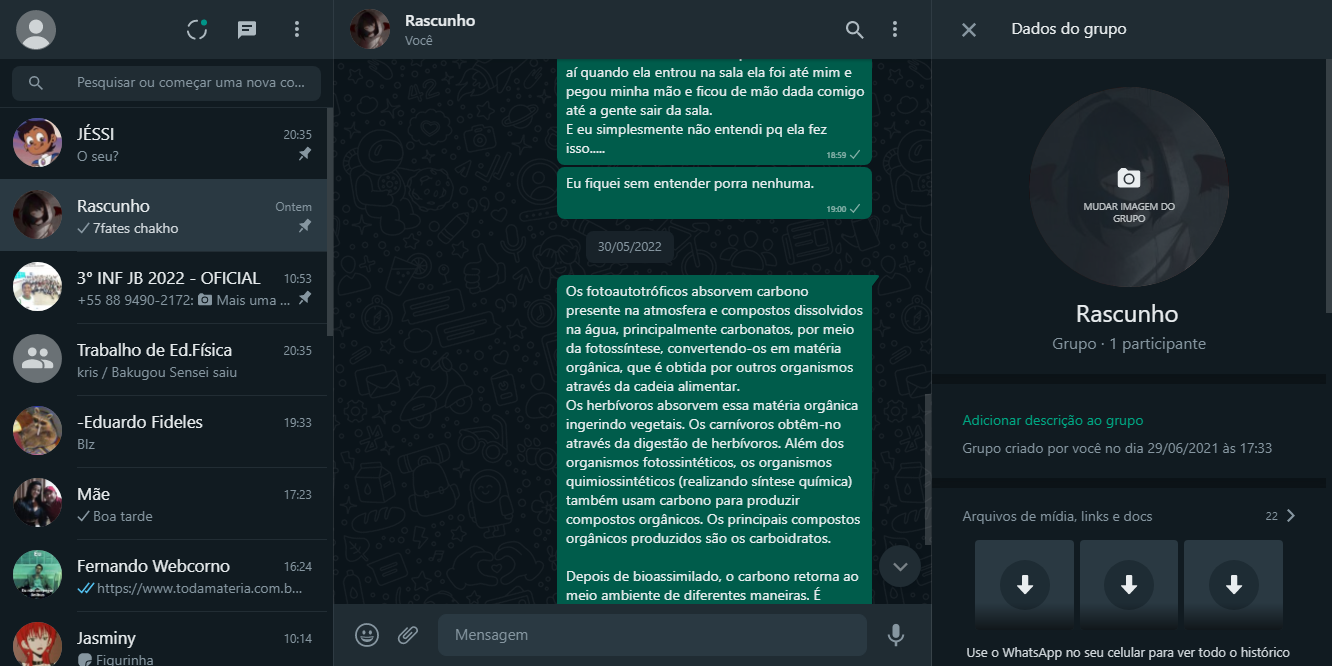 Pesquisar ou começar uma nova co...
JÉSSI
20:35
O seu?
Rascunho
Ontem
7fates chakho
3° INF JB 2022 - OFICIAL
10:53
+55 88 9490-2172: Mais uma ...
Trabalho de Ed.Física
20:35
kris / Bakugou Sensei saiu
-Eduardo Fideles
19:33
Blz
Mãe
17:23
Boa tarde
Fernando Webcorno
16:24
https://www.todamateria.com.b...
Jasminy
10:14
Figurinha
Rascunho
Você
aí quando ela entrou na sala ela foi até mim e
pegou minha mão e ficou de mão dada comigo
até a gente sair da sala.
E eu simplesmente não entendi pq ela fez
isso.....
18:59
Eu fiquei sem entender porra nenhuma.
19:00
30/05/2022
Os fotoautotróficos absorvem carbono
presente na atmosfera e compostos dissolvidos
na água, principalmente carbonatos, por meio
da fotossíntese, convertendo-os em matéria
orgânica, que é obtida por outros organismos
através da cadeia alimentar.
Os herbívoros absorvem essa matéria orgânica
ingerindo vegetais. Os carnívoros obtêm-no
através da digestão de herbívoros. Além dos
organismos fotossintéticos, os organismos
quimiossintéticos (realizando síntese química)
também usam carbono para produzir
compostos orgânicos. Os principais compostos
orgânicos produzidos são os carboidratos.
Depois de bioassimilado, o carbono retorna ao
meio ambiente de diferentes maneiras. É
Mensagem
Dados do grupo
MUDAR IMAGEM DO
GRUPO
Rascunho
Grupo · 1 participante
Adicionar descrição ao grupo
Grupo criado por você no dia 29/06/2021 às 17:33
Arquivos de mídia, links e docs
22
Use o WhatsApp no seu celular para ver todo o histórico